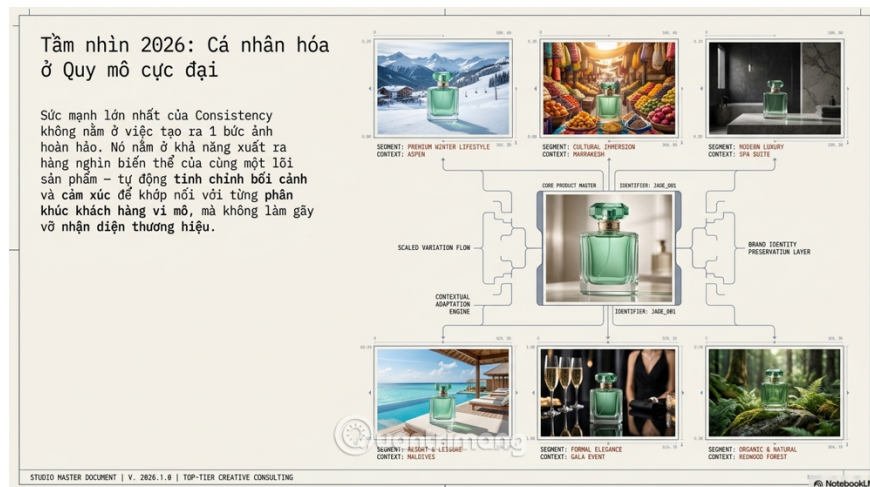 Tầm nhìn 2026: Cá nhân hóa
ở Quy mô cực đại
Sức mạnh lớn nhất của Consistency
không nằm ở việc tạo ra 1 bức ảnh
hoàn hảo. Nó nằm ở khả năng xuất ra
hàng nghìn biến thể của cùng một lõi
sản phẩm – tự động tinh chỉnh bối cảnh
và cảm xúc để khớp nối với từng phân
khúc khách hàng vi mô, mà không làm gãy
vỡ nhận diện thương hiệu.
SEGMENT: PREMIUM WINTER LIFESTYLE
CONTEXT: ASPEN
SEGMENT: CULTURAL IMMERSION
CONTEXT: MARRAKESH
SEGMENT: MODERN LUXURY
CONTEXT: SPA SUITE
CORE PRODUCT MASTER
IDENTIFIER: JADE_001
SCALED VARIATION FLOW
BRAND IDENTITY
PRESERVATION LAYER
CONTEXTUAL
ADAPTATION
ENGINE
IDENTIFIER: JADE_001
SEGMENT: RESORT & LEISURE
CONTEXT: MALDIVES
SEGMENT: FORMAL ELEGANCE
CONTEXT: GALA EVENT
SEGMENT: ORGANIC & NATURAL
CONTEXT: REDWOOD FOREST
Quantrimang
STUDIO MASTER DOCUMENT | V. 2026.1.0 | TOP-TIER CREATIVE CONSULTING